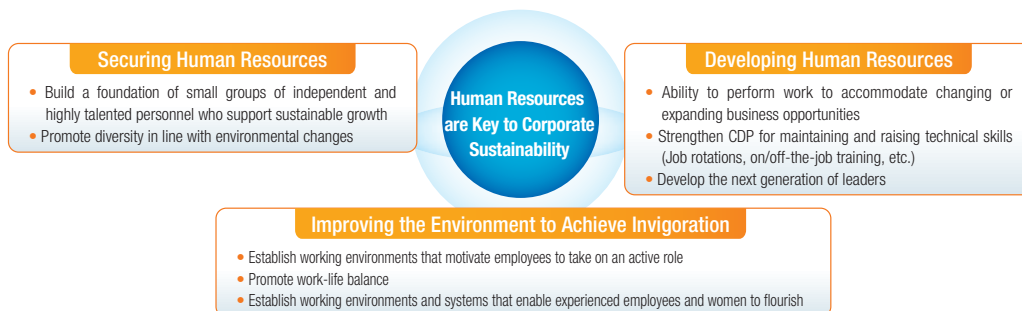 Securing Human Resources
• Build a foundation of small groups of independent and
highly talented personnel who support sustainable growth
• Promote diversity in line with environmental changes
Human Resources
are Key to Corporate
Sustainability
Developing Human Resources
• Ability to perform work to accommodate changing or
expanding business opportunities
• Strengthen CDP for maintaining and raising technical skills
(Job rotations, on/off-the-job training, etc.)
• Develop the next generation of leaders
Improving the Environment to Achieve Invigoration
• Establish working environments that motivate employees to take on an active role
• Promote work-life balance
• Establish working environments and systems that enable experienced employees and women to flourish